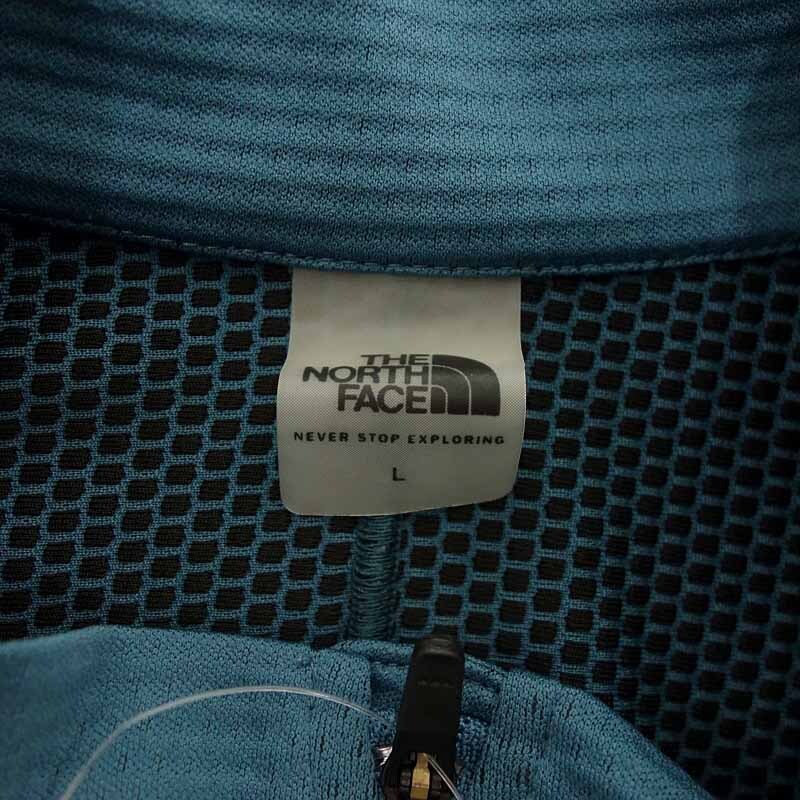 THE
NORTH
FACE
NEVER STOP EXPLORING
L